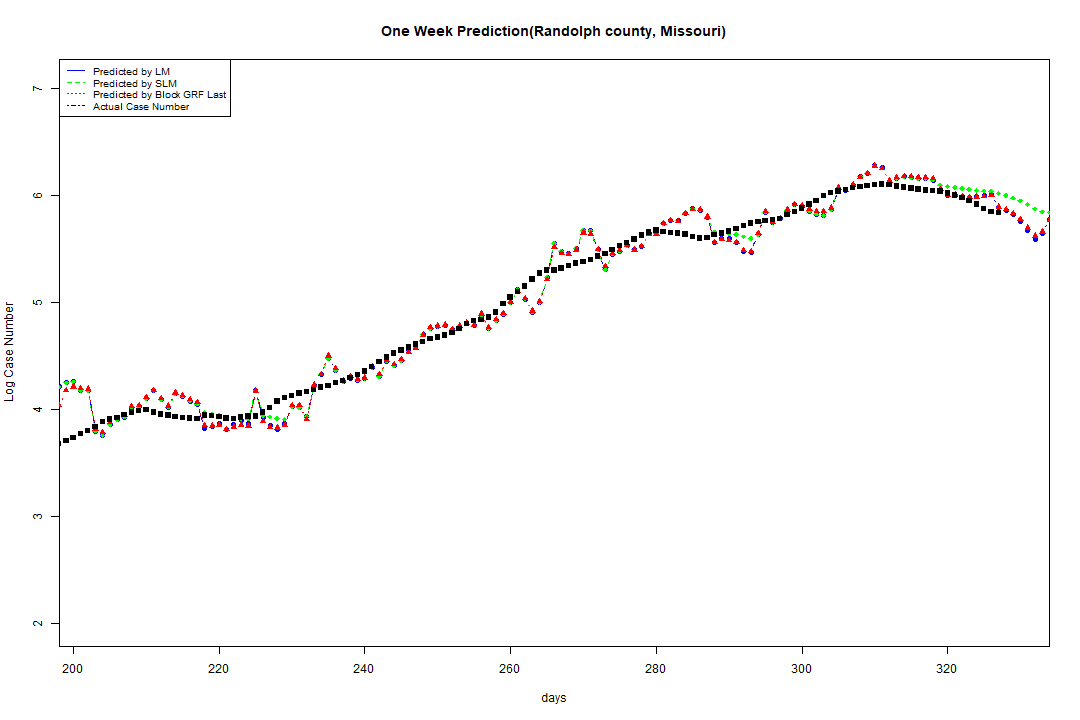 One Week Prediction(Randolph county, Missouri)
Predicted by LM
Predicted by SLM
Predicted by Block GRF Last
Actual Case Number
7
6
5
4
3
2
Log Case Number
200 220 240 260 280 300 320
days